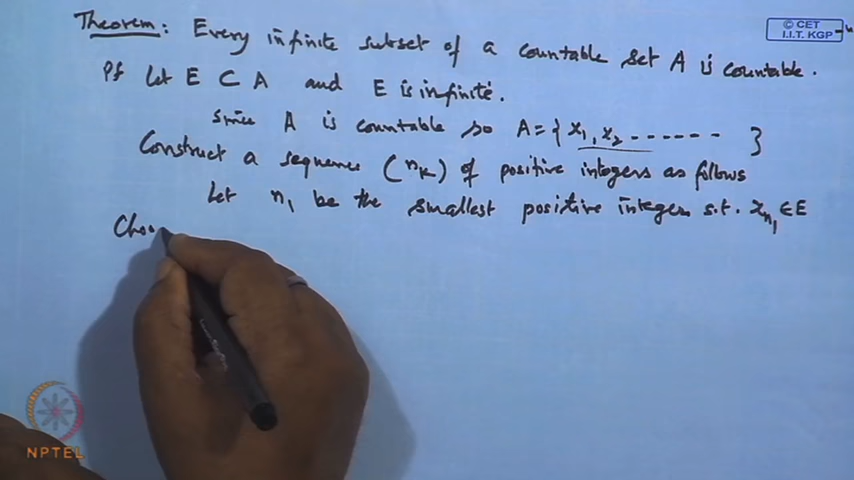 Theorem: Every infinite subset of a countable set A is countable.
Pf Let E ⊂ A and E is infinite.
since A is countable so A = { x1, x2 ------ }
Construct a sequence (nk) of positive integers as follows
Let n1 be the smallest positive integer s.t. xn1 ∈ E
Choo
© CET
I.I.T. KGP
NPTEL